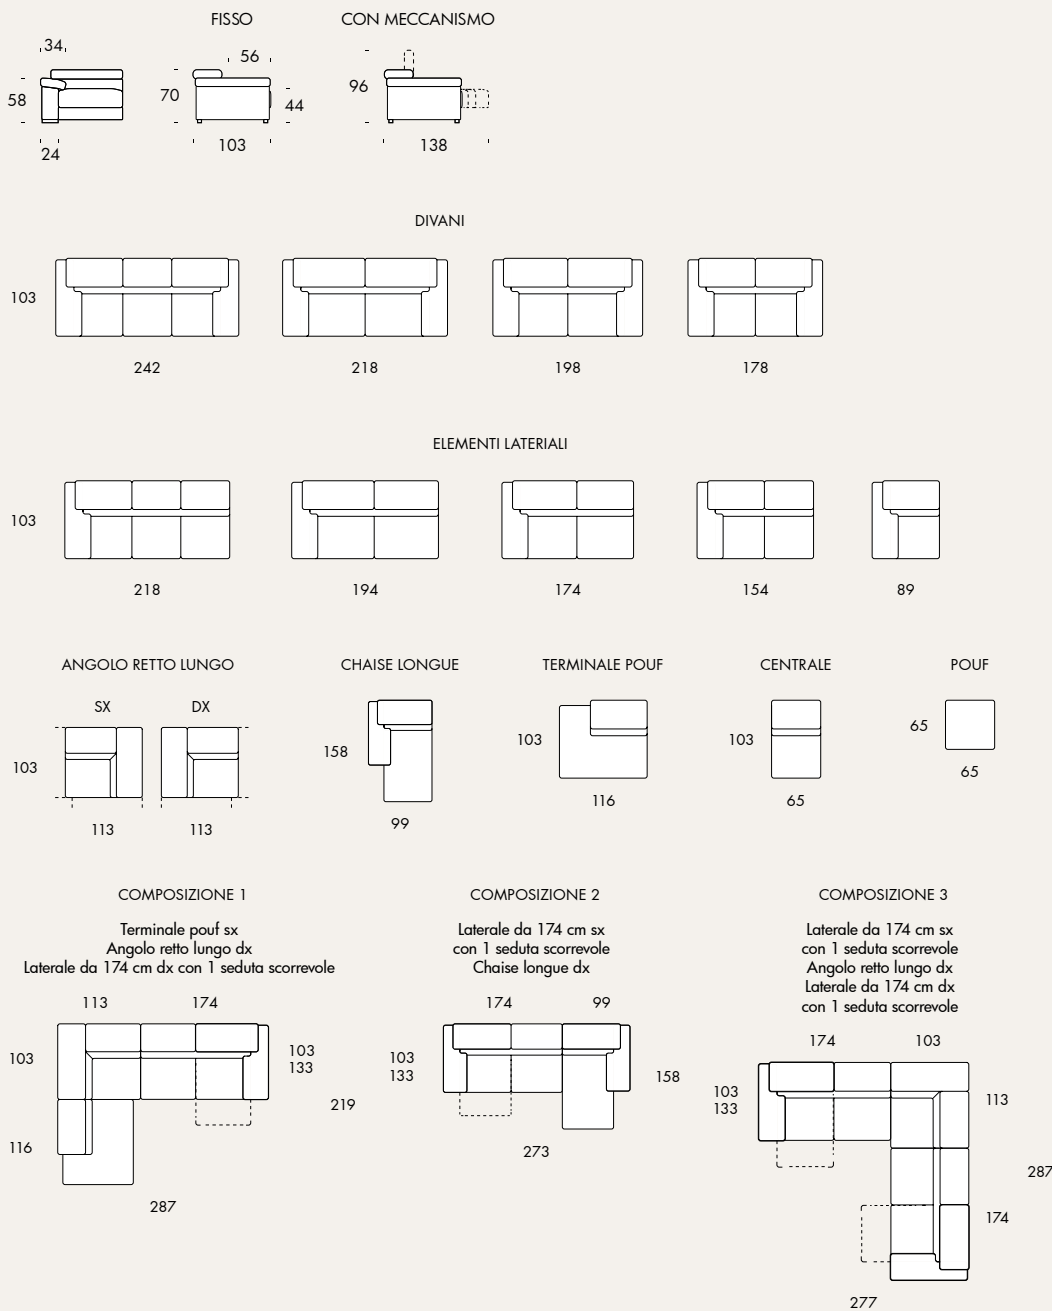 FISSO CON MECCANISMO
34
56
58
70
44
96
24
103
138
DIVANI
103
242 218 198 178
ELEMENTI LATERIALI
103
218 194 174 154 89
ANGOLO RETTO LUNGO CHAISE LONGUE TERMINALE POUF CENTRALE POUF
SX DX
103
113 113
158
99
103
116
103
65
65
65
COMPOSIZIONE 1
Terminale pouf sx
Angolo retto lungo dx
Laterale da 174 cm dx con 1 seduta scorrevole
113 174
103
103
133
219
116
287
COMPOSIZIONE 2
Laterale da 174 cm sx
con 1 seduta scorrevole
Chaise longue dx
174 99
103
133
158
273
COMPOSIZIONE 3
Laterale da 174 cm sx
con 1 seduta scorrevole
Angolo retto lungo dx
Laterale da 174 cm dx
con 1 seduta scorrevole
174 103
103
133
113
287
174
277